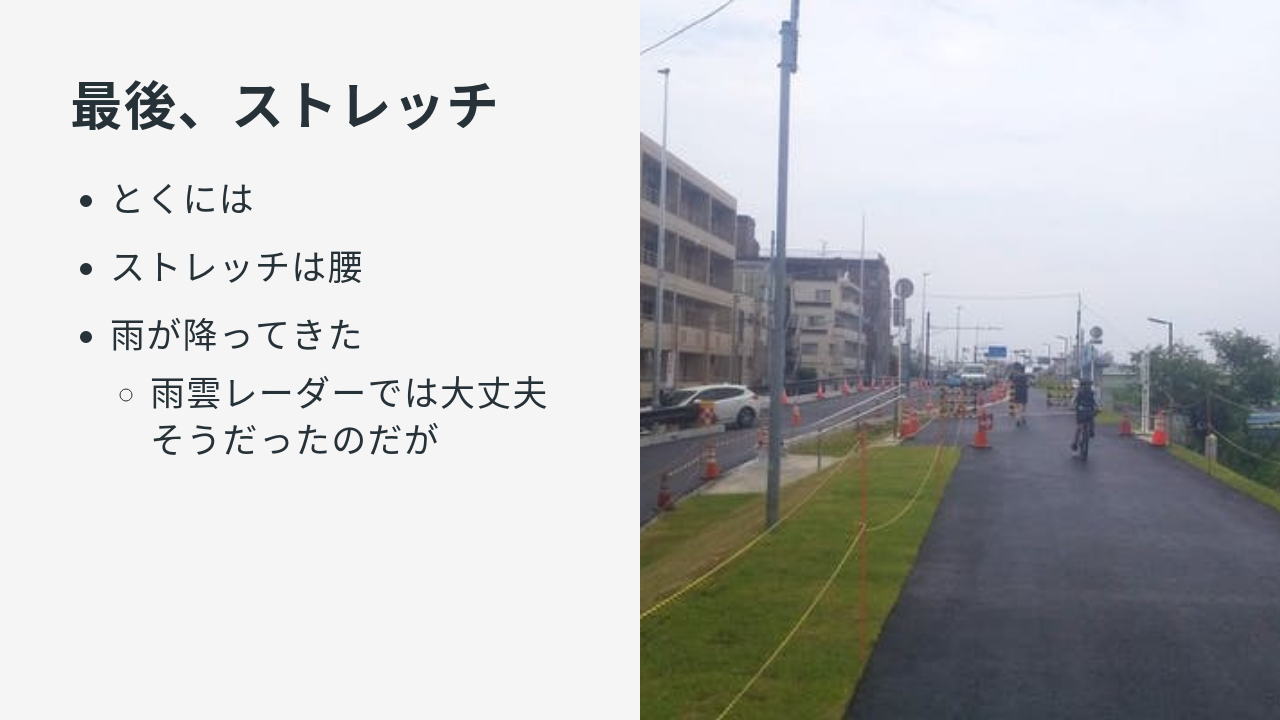 最後、ストレッチ
とくには
ストレッチは腰
雨が降ってきた
雨雲レーダーでは大丈夫
そうだったのだが